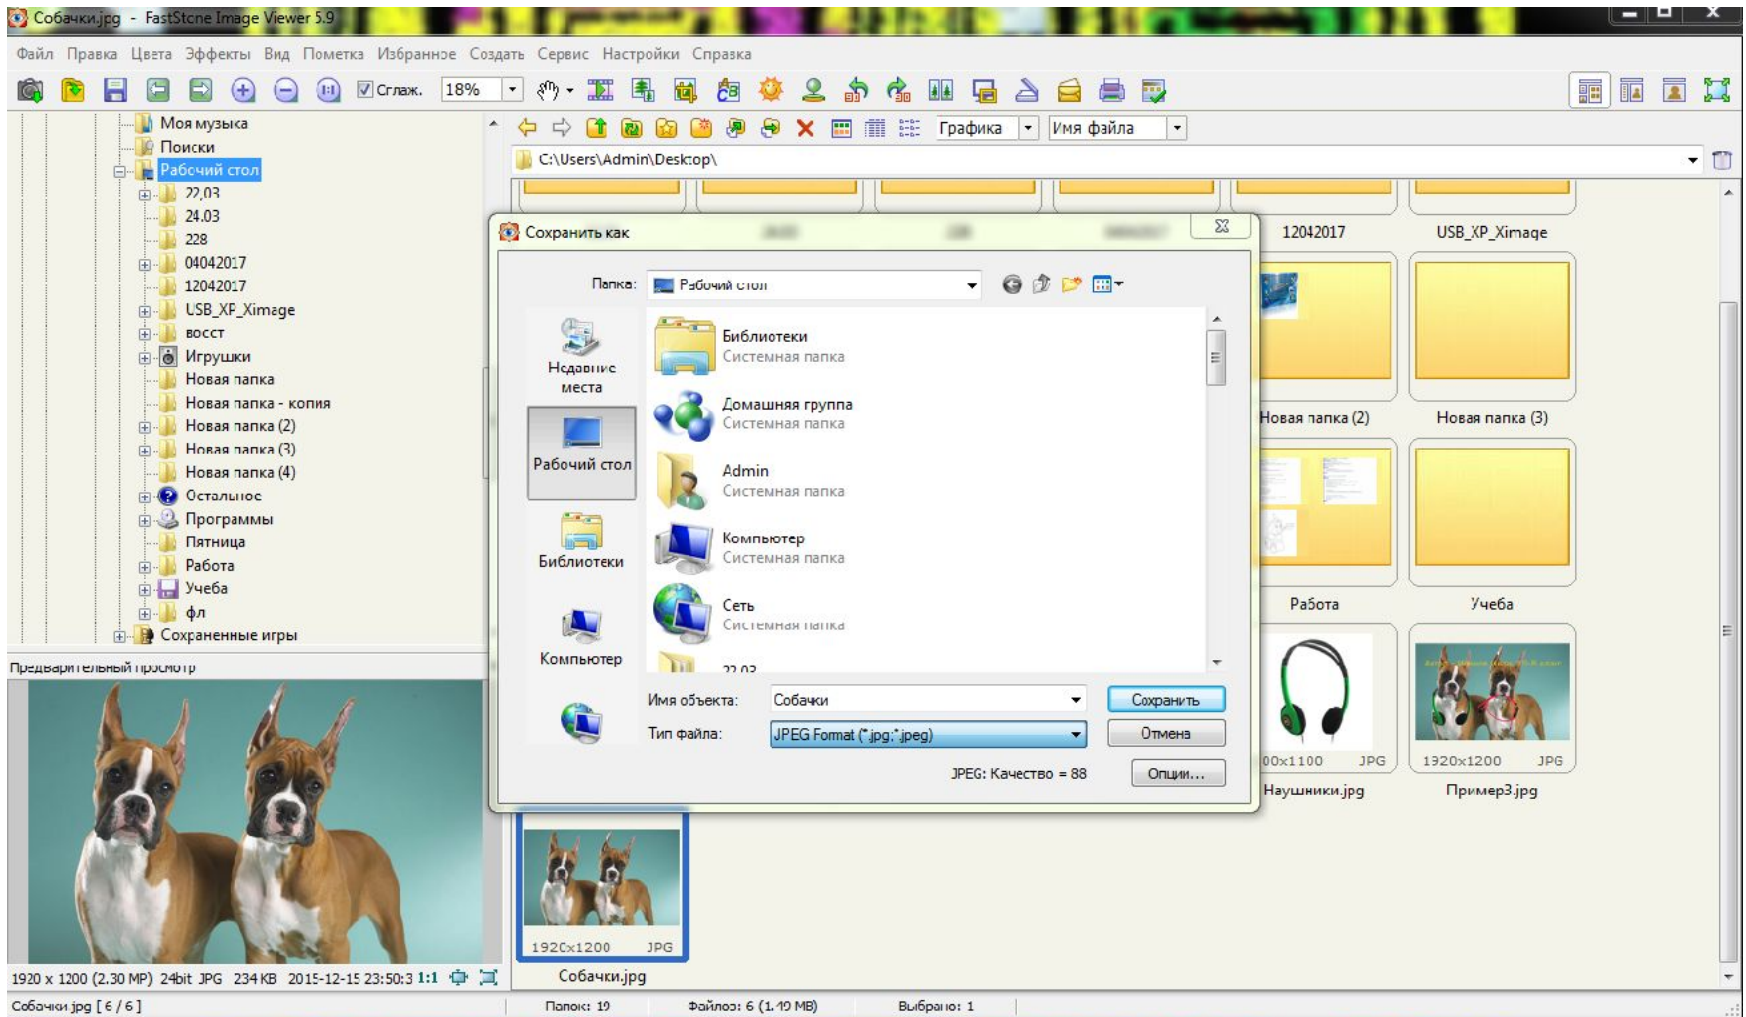 Собачки.jpg - FastStone Image Viewer 5.9
Файл Правка Цвета Эффекты Вид Пометка Избранное Создать Сервис Настройки Справка
Сглаж. 18%
Моя музыка
Поиски
Рабочий стол
22,03
24.03
228
04042017
12042017
USB_XP_Ximage
восст
Игрушки
Новая папка
Новая папка - копия
Новая папка (2)
Новая папка (3)
Новая папка (4)
Остальное
Программы
Пятница
Работа
Учеба
фл
Сохраненные игры
Предварительный просмотр
1920 x 1200 (2.30 MP) 24bit JPG 234 KB 2015-12-15 23:50:3 1:1
Собачки.jpg [ 6 / 6 ]
Графика Имя файла
C:\Users\Admin\Desktop\
12042017
USB_XP_Ximage
Новая папка (2)
Новая папка (3)
Работа
Учеба
00x1100 JPG
1920x1200 JPG
Наушники.jpg
Пример3.jpg
1920x1200 JPG
Собачки.jpg
Папок: 19
Файлов: 6 (1.49 MB)
Выбрано: 1
Сохранить как
Папка: Рабочий стол
Недавние места
Рабочий стол
Библиотеки
Компьютер
Библиотеки
Системная папка
Домашняя группа
Системная папка
Admin
Системная папка
Компьютер
Системная папка
Сеть
Системная папка
22.03
Имя объекта: Собачки Сохранить
Тип файла: JPEG Format (*.jpg;*.jpeg) Отмена
JPEG: Качество = 88 Опции...